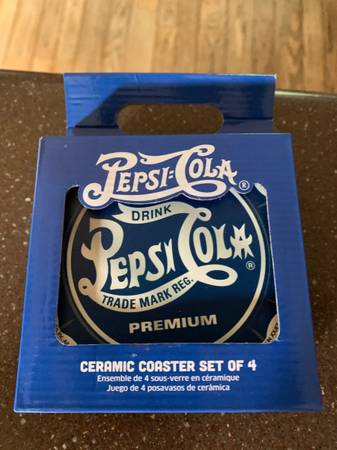 PEPSI=COLA®
DRINK
PEPSI COLA®
TRADE MARK REG.
PREMIUM
CERAMIC COASTER SET OF 4
Ensemble de 4 sous-verre en céramique
Juego de 4 posavasos de cerámica